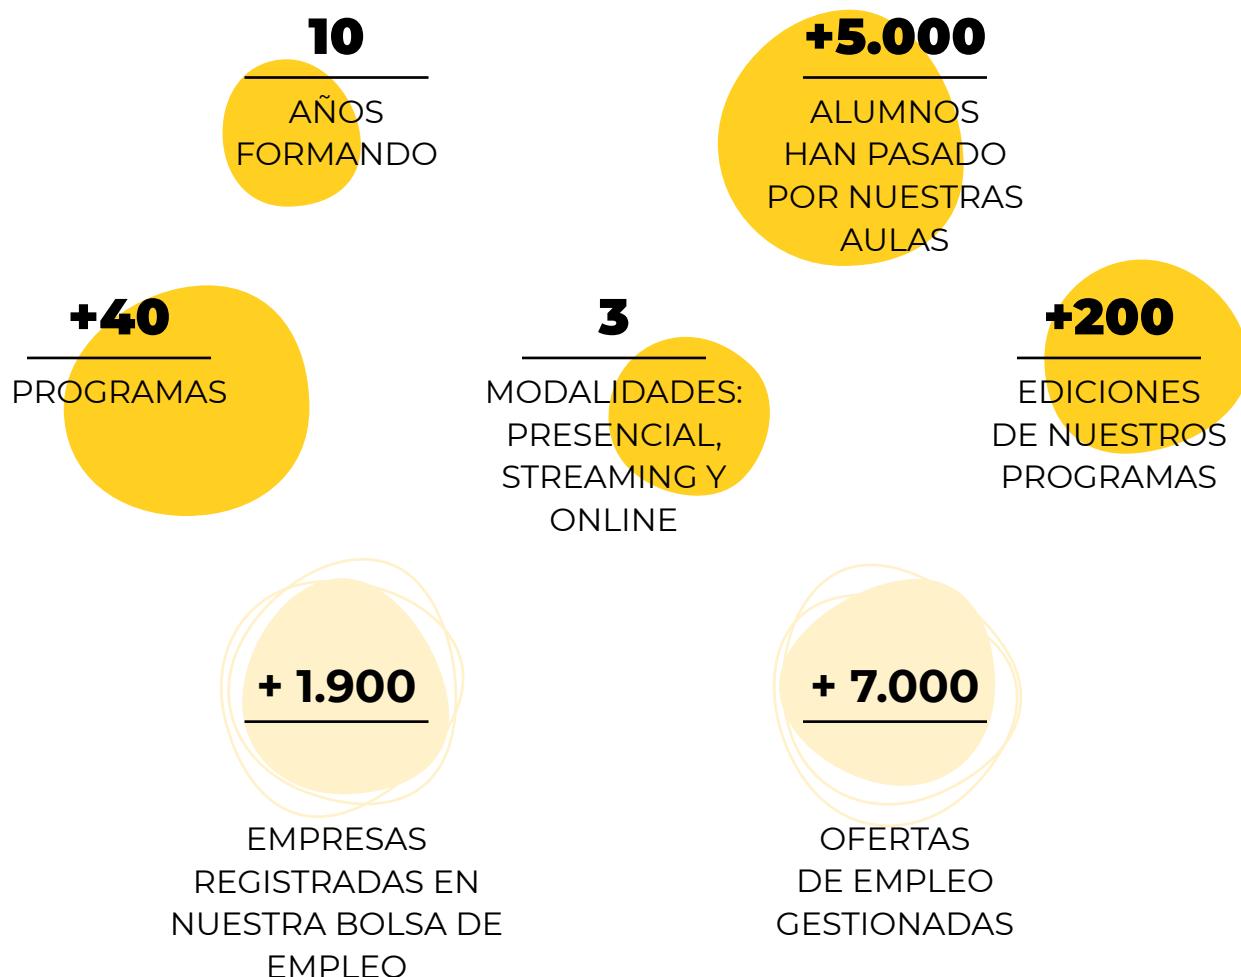 10
AÑOS
FORMANDO
+5.000
ALUMNOS
HAN PASADO
POR NUESTRAS
AULAS
+40
PROGRAMAS
3
MODALIDADES:
PRESENCIAL,
STREAMING Y
ONLINE
+200
EDICIONES
DE NUESTROS
PROGRAMAS
+ 1.900
EMPRESAS
REGISTRADAS EN
NUESTRA BOLSA DE
EMPLEO
+ 7.000
OFERTAS
DE EMPLEO
GESTIONADAS